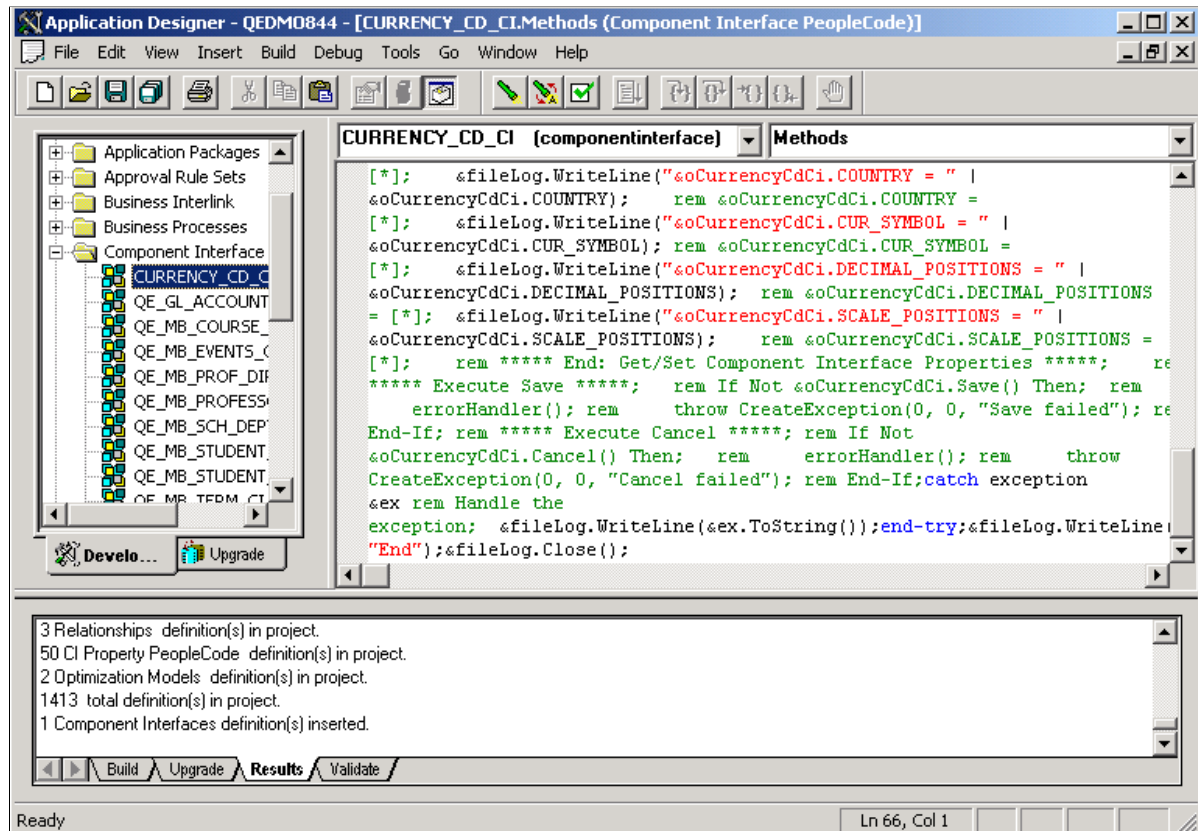 Application Designer - QEDMO844 - [CURRENCY_CD_CI.Methods (Component Interface PeopleCode)]
File Edit View Insert Build Debug Tools Go Window Help
CURRENCY_CD_CI (componentinterface) Methods
Application Packages
Approval Rule Sets
Business Interlink
Business Processes
Component Interface
CURRENCY_CD_C
QE_GL_ACCOUNT
QE_MB_COURSE_
QE_MB_EVENTS_
QE_MB_PROF_DI
QE_MB_PROFESS
QE_MB_SCH_DEP
QE_MB_STUDENT_
QE_MB_STUDENT_
QE_MB_TERM_CI
Develo... Upgrade
[*]; &fileLog.WriteLine("&oCurrencyCdCi.COUNTRY = " |
&oCurrencyCdCi.COUNTRY); rem &oCurrencyCdCi.COUNTRY =
[*]; &fileLog.WriteLine("&oCurrencyCdCi.CUR_SYMBOL = " |
&oCurrencyCdCi.CUR_SYMBOL); rem &oCurrencyCdCi.CUR_SYMBOL =
[*]; &fileLog.WriteLine("&oCurrencyCdCi.DECIMAL_POSITIONS = " |
&oCurrencyCdCi.DECIMAL_POSITIONS); rem &oCurrencyCdCi.DECIMAL_POSITIONS
= [*]; &fileLog.WriteLine("&oCurrencyCdCi.SCALE_POSITIONS = " |
&oCurrencyCdCi.SCALE_POSITIONS); rem &oCurrencyCdCi.SCALE_POSITIONS =
[*]; rem ***** End: Get/Set Component Interface Properties *****; re
***** Execute Save *****; rem If Not &oCurrencyCdCi.Save() Then; rem
errorHandler(); rem throw CreateException(0, 0, "Save failed"); re
End-If; rem ***** Execute Cancel *****; rem If Not
&oCurrencyCdCi.Cancel() Then; rem errorHandler(); rem throw
CreateException(0, 0, "Cancel failed"); rem End-If;catch exception
&ex rem Handle the
exception; &fileLog.WriteLine(&ex.ToString());end-try;&fileLog.WriteLine(
"End");&fileLog.Close();
3 Relationships definition(s) in project.
50 CI Property PeopleCode definition(s) in project.
2 Optimization Models definition(s) in project.
1413 total definition(s) in project.
1 Component Interfaces definition(s) inserted.
Build Upgrade Results Validate
Ready Ln 66, Col 1